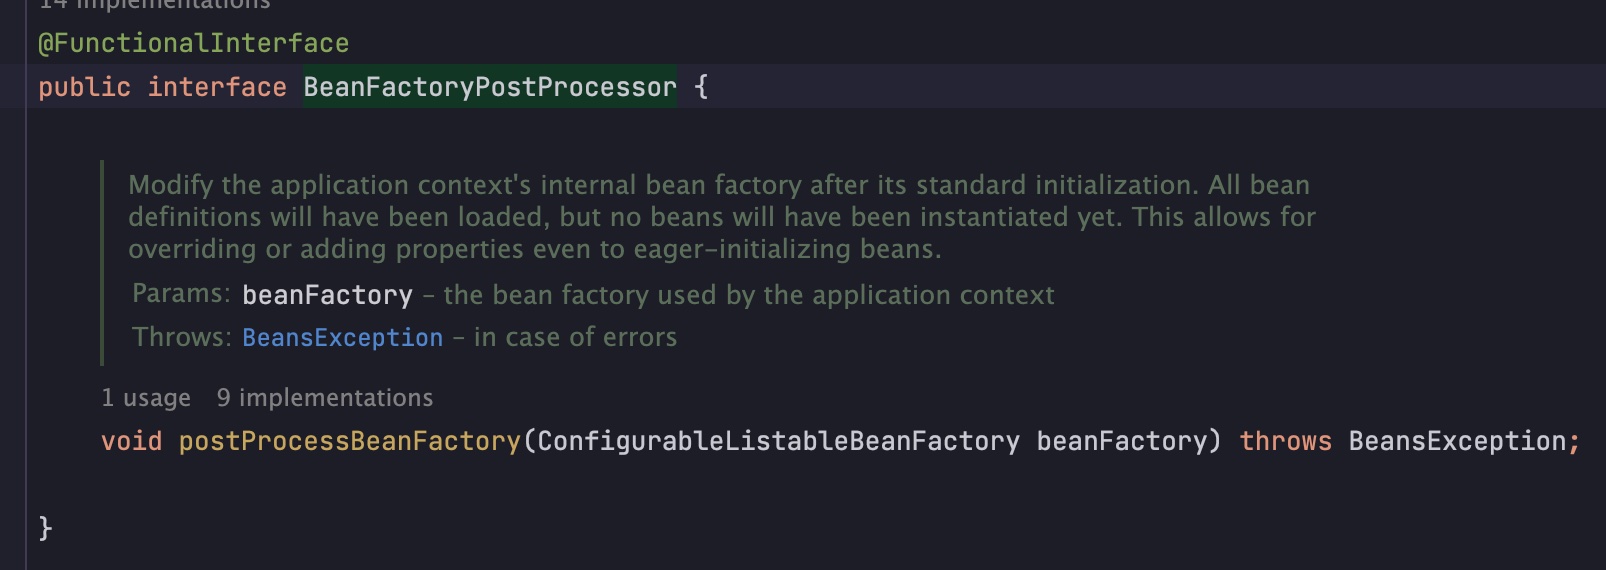 14 implementations
@FunctionalInterface
public interface BeanFactoryPostProcessor {
Modify the application context's internal bean factory after its standard initialization. All bean
definitions will have been loaded, but no beans will have been instantiated yet. This allows for
overriding or adding properties even to eager-initializing beans.
Params: beanFactory – the bean factory used by the application context
Throws: BeansException – in case of errors
1 usage 9 implementations
void postProcessBeanFactory(ConfigurableListableBeanFactory beanFactory) throws BeansException;
}